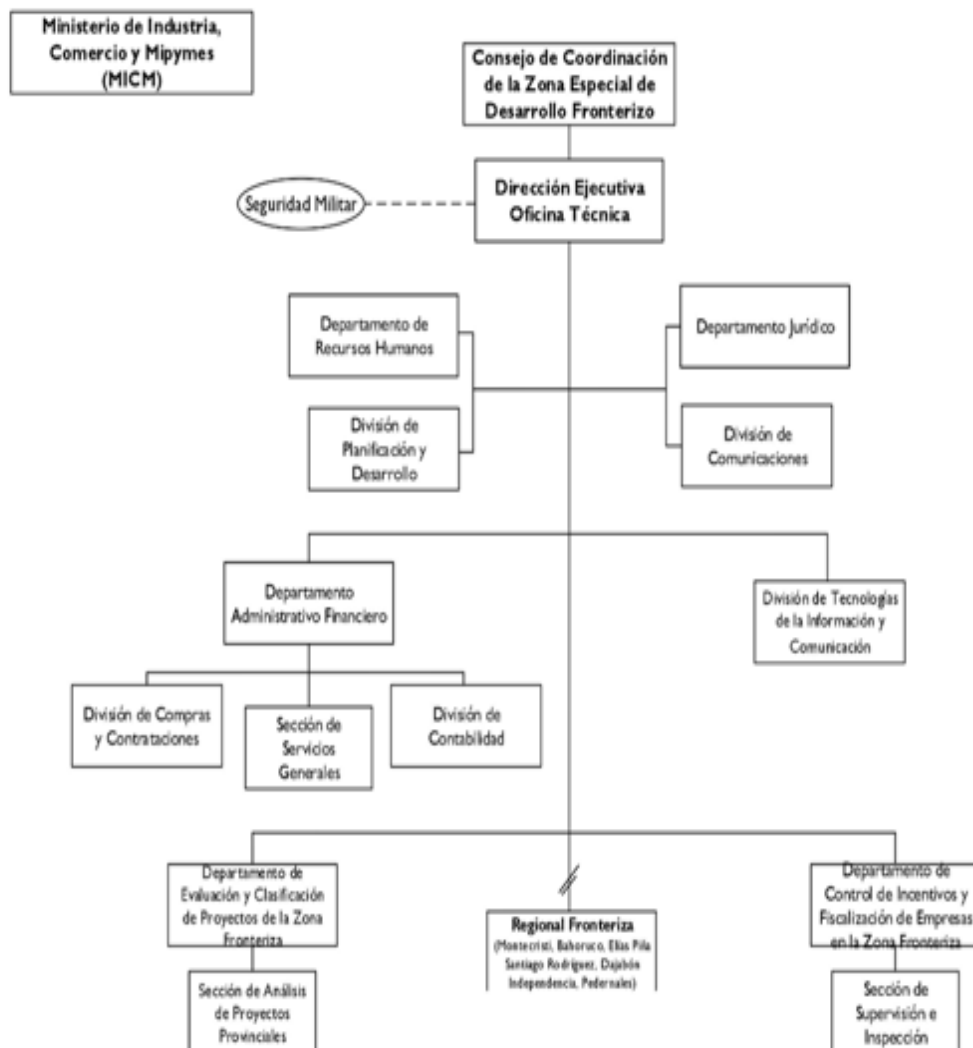 Ministerio de Industria,
Comercio y Mipymes
(MICM)
Consejo de Coordinación
de la Zona Especial de
Desarrollo Fronterizo
Dirección Ejecutiva
Oficina Técnica
Seguridad Militar
Departamento de
Recursos Humanos
Departamento Jurídico
División de
Planificación y
Desarrollo
División de
Comunicaciones
Departamento
Administrativo Financiero
División de Tecnologías
de la Información y
Comunicación
División de Compras
y Contrataciones
Sección de
Servicios
Generales
División de
Contabilidad
Departamento de
Evaluación y Clasificación
de Proyectos de la Zona
Fronteriza
Regional Fronteriza
(Montecristi, Bahoruco, Elías Piña
Santiago Rodríguez, Dajabón
Independencia, Pedernales)
Departamento de
Control de Incentivos y
Fiscalización de Empresas
en la Zona Fronteriza
Sección de Análisis
de Proyectos
Provinciales
Sección de
Supervisión e
Inspección